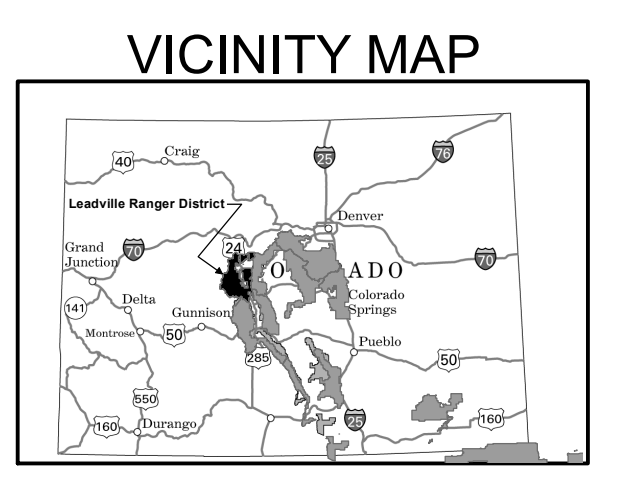 VICINITY MAP
40
Craig
25
76
Leadville Ranger District
Denver
Grand
Junction
70
24
70
O
ADO
141
Delta
Colorado
Springs
Gunnison
Montrose
50
Pueblo
285
50
550
160
Durango
25
160